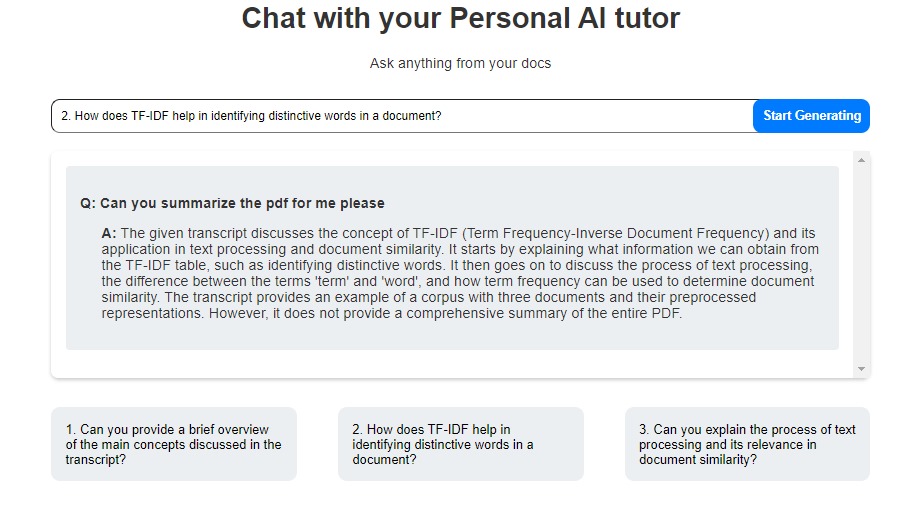 Chat with your Personal AI tutor
Ask anything from your docs
2. How does TF-IDF help in identifying distinctive words in a document?
Start Generating
Q: Can you summarize the pdf for me please
A: The given transcript discusses the concept of TF-IDF (Term Frequency-Inverse Document Frequency) and its
application in text processing and document similarity. It starts by explaining what information we can obtain from
the TF-IDF table, such as identifying distinctive words. It then goes on to discuss the process of text processing,
the difference between the terms 'term' and 'word', and how term frequency can be used to determine document
similarity. The transcript provides an example of a corpus with three documents and their preprocessed
representations. However, it does not provide a comprehensive summary of the entire PDF.
1. Can you provide a brief overview
of the main concepts discussed in the
transcript?
2. How does TF-IDF help in
identifying distinctive words in a
document?
3. Can you explain the process of text
processing and its relevance in
document similarity?